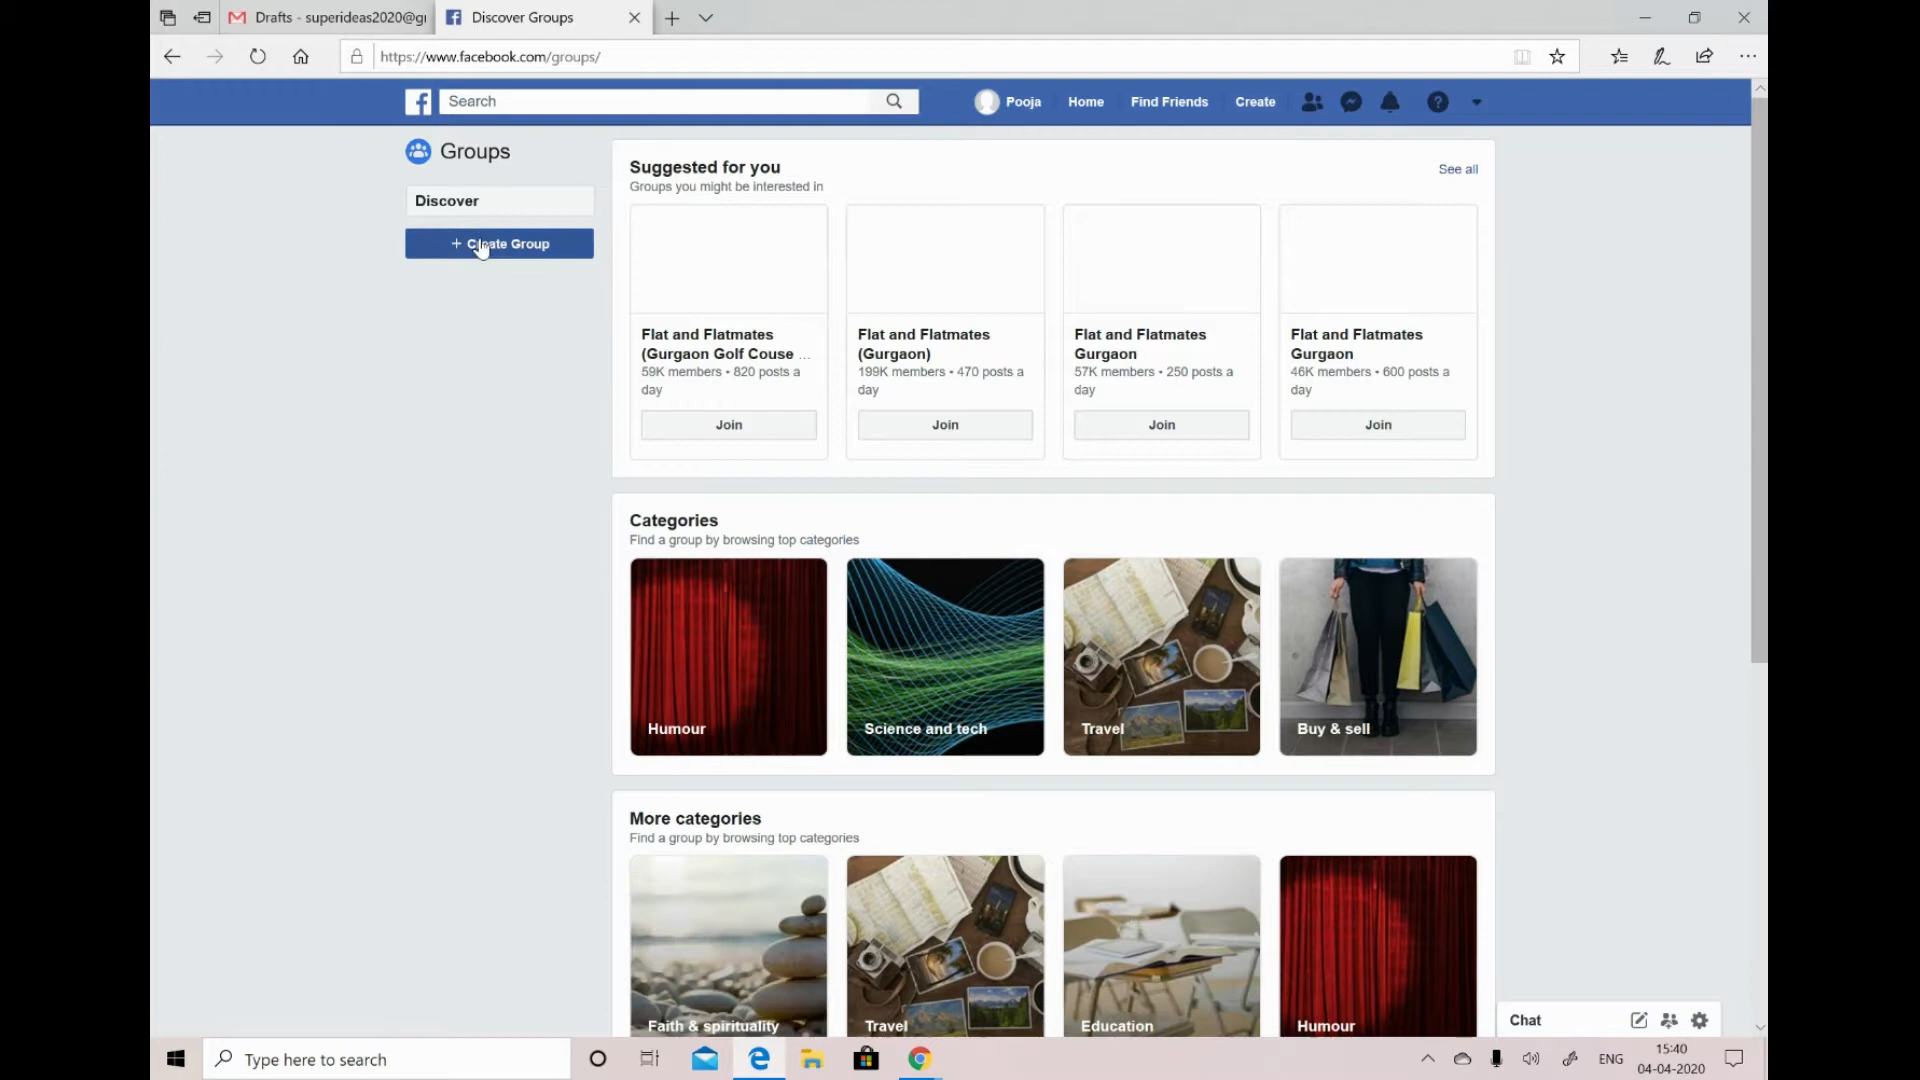 Drafts - superideas2020@g
Discover Groups
https://www.facebook.com/groups/
Search
Pooja
Home
Find Friends
Create
Groups
Discover
+ Create Group
Suggested for you
See all
Groups you might be interested in
Flat and Flatmates
(Gurgaon Golf Couse ...
59K members • 820 posts a
day
Join
Flat and Flatmates
(Gurgaon)
199K members • 470 posts a
day
Join
Flat and Flatmates
Gurgaon
57K members • 250 posts a
day
Join
Flat and Flatmates
Gurgaon
46K members • 600 posts a
day
Join
Categories
Find a group by browsing top categories
Humour
Science and tech
Travel
Buy & sell
More categories
Find a group by browsing top categories
Faith & spirituality
Travel
Education
Humour
Chat
Type here to search
ENG
15:40
04-04-2020